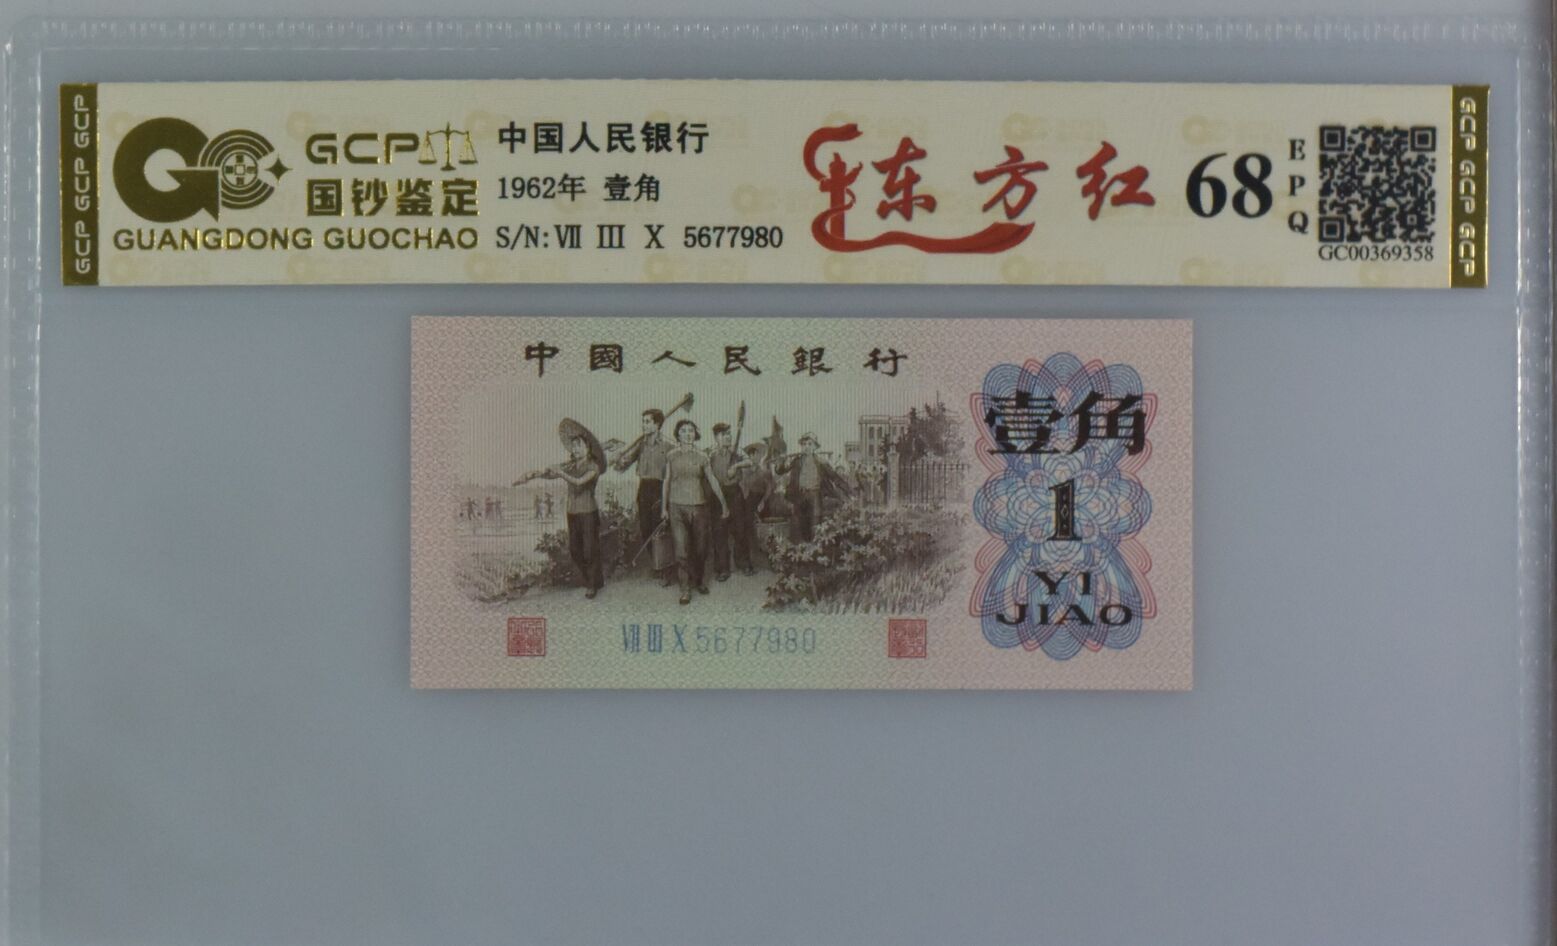 GCP GCP GCP
GCP
国钞鉴定
GUANGDONG GUOCHAO
中国人民银行
1962年 壹角
S/N: Ⅶ Ⅲ Ⅹ 5677980
东方红
68
EPQ
GC00369358
GCP GCP GCP
中國人民銀行
壹角
1
YI
JIAO
Ⅶ Ⅲ Ⅹ 5677980